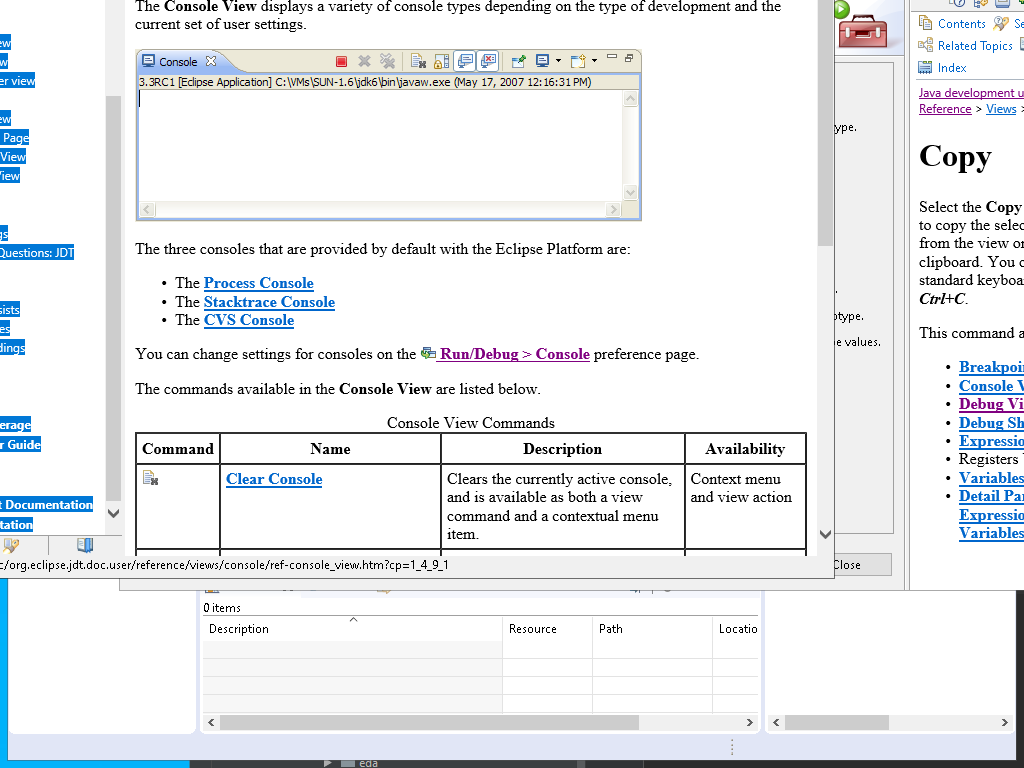 The Console View displays a variety of console types depending on the type of development and the
current set of user settings.
Console
3.3RC1 [Eclipse Application] C:\VMs\SUN-1.6\jdk6\bin\javaw.exe (May 17, 2007 12:16:31 PM)
The three consoles that are provided by default with the Eclipse Platform are:
• The Process Console
• The Stacktrace Console
• The CVS Console
You can change settings for consoles on the Run/Debug > Console preference page.
The commands available in the Console View are listed below.
Console View Commands
Command Name Description Availability
Clear Console
Clears the currently active console,
and is available as both a view
command and a contextual menu
item.
Context menu
and view action
ew
w
er view
ew
Page
View
View
gs
Questions: JDT
sists
es
dings
erage
r Guide
t Documentation
tation
c/org.eclipse.jdt.doc.user/reference/views/console/ref-console_view.htm?cp=1_4_9_1
ype.
otype.
e values.
Close
Contents
Se
Related Topics
Index
Java development u
Reference > Views >
Copy
Select the Copy
to copy the selec
from the view or
clipboard. You c
standard keyboa
Ctrl+C.
This command a
• Breakpoi
• Console V
• Debug Vi
• Debug Sh
• Expressio
• Registers
• Variables
• Detail Pa
Expressio
Variables
0 items
Description Resource Path Locatio
eda